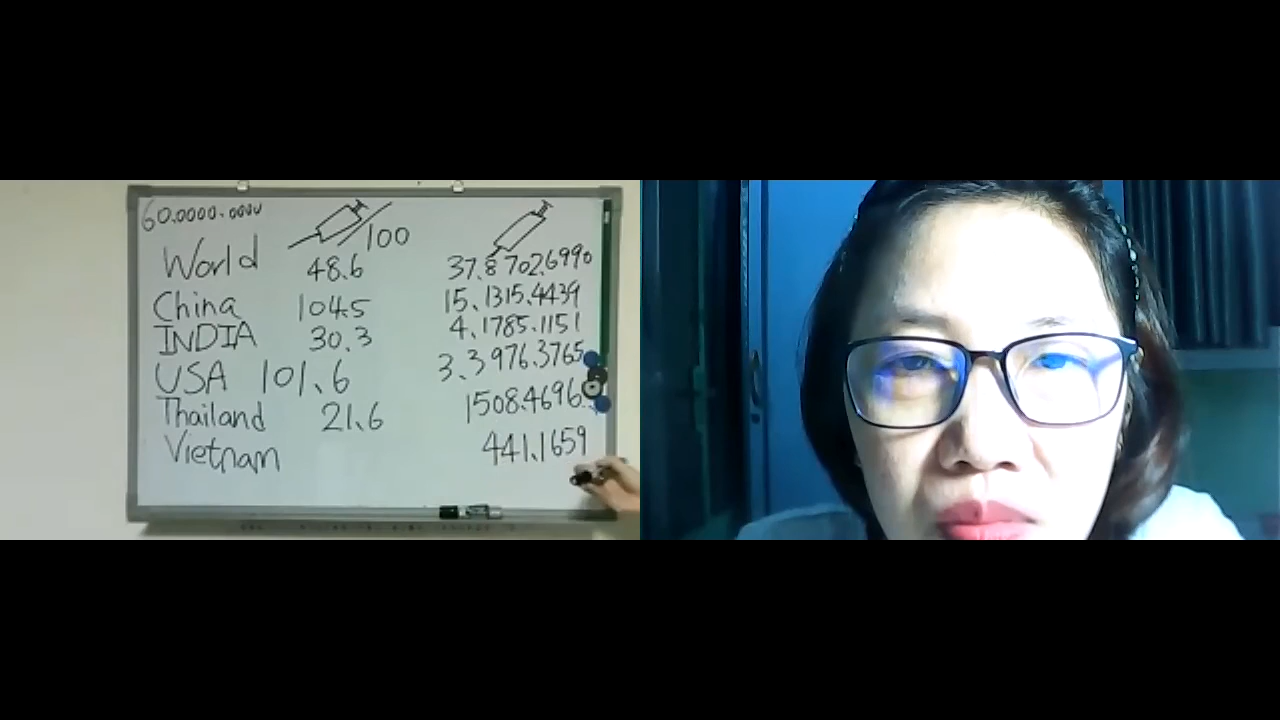 60.0000.0000
/100
World 48.6 37.8702.6990
China 104.5 15.1315.4439
INDIA 30.3 4.1785.1151
USA 101.6 3.3976.3765
Thailand 21.6 1508.4696
Vietnam 441.1659